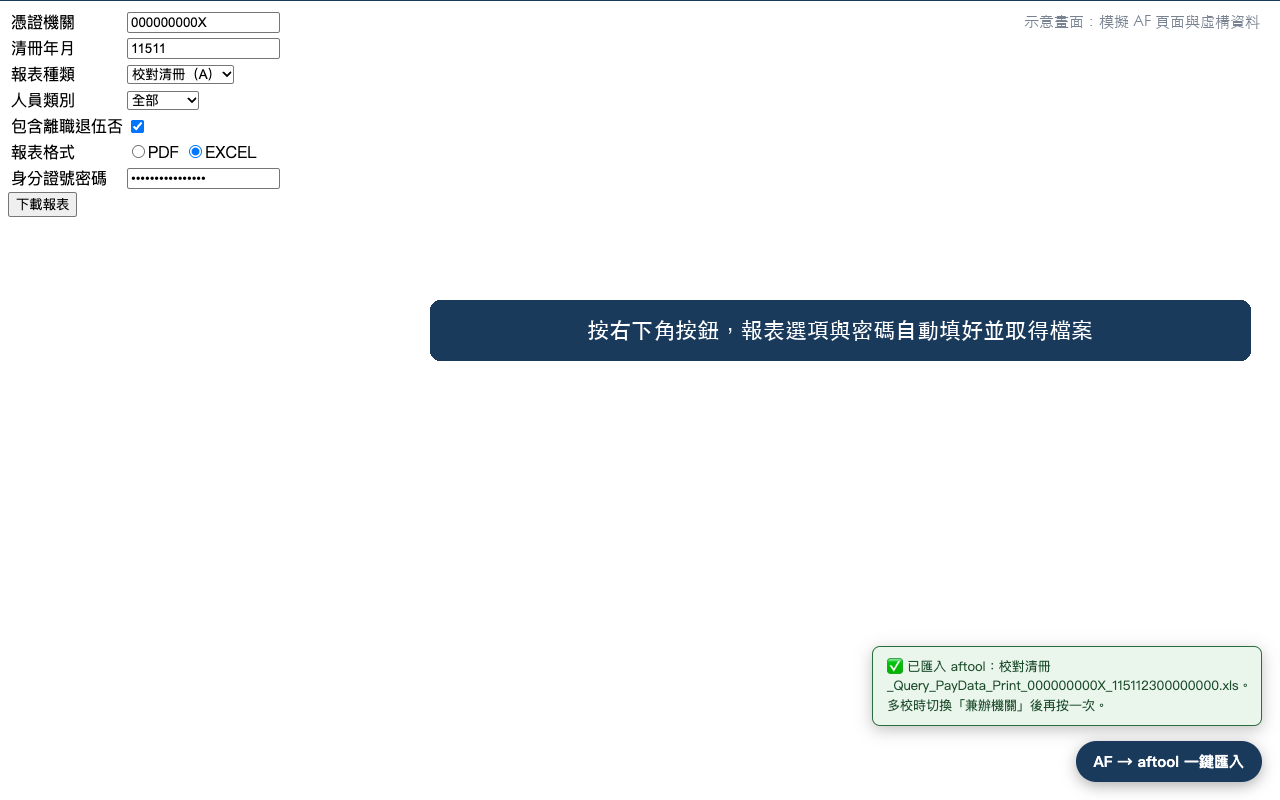 憑證機關 000000000X
示意畫面：模擬 AF 頁面與虛構資料
清冊年月 11511
報表種類 校對清冊（A）
人員類別 全部
包含離職退伍否
報表格式 PDF EXCEL
身分證號密碼 ••••••••••••••••
下載報表
按右下角按鈕，報表選項與密碼自動填好並取得檔案
✅ 已匯入 aftool：校對清冊
_Query_PayData_Print_000000000X_115112300000000.xls。
多校時切換「兼辦機關」後再按一次。
AF → aftool 一鍵匯入